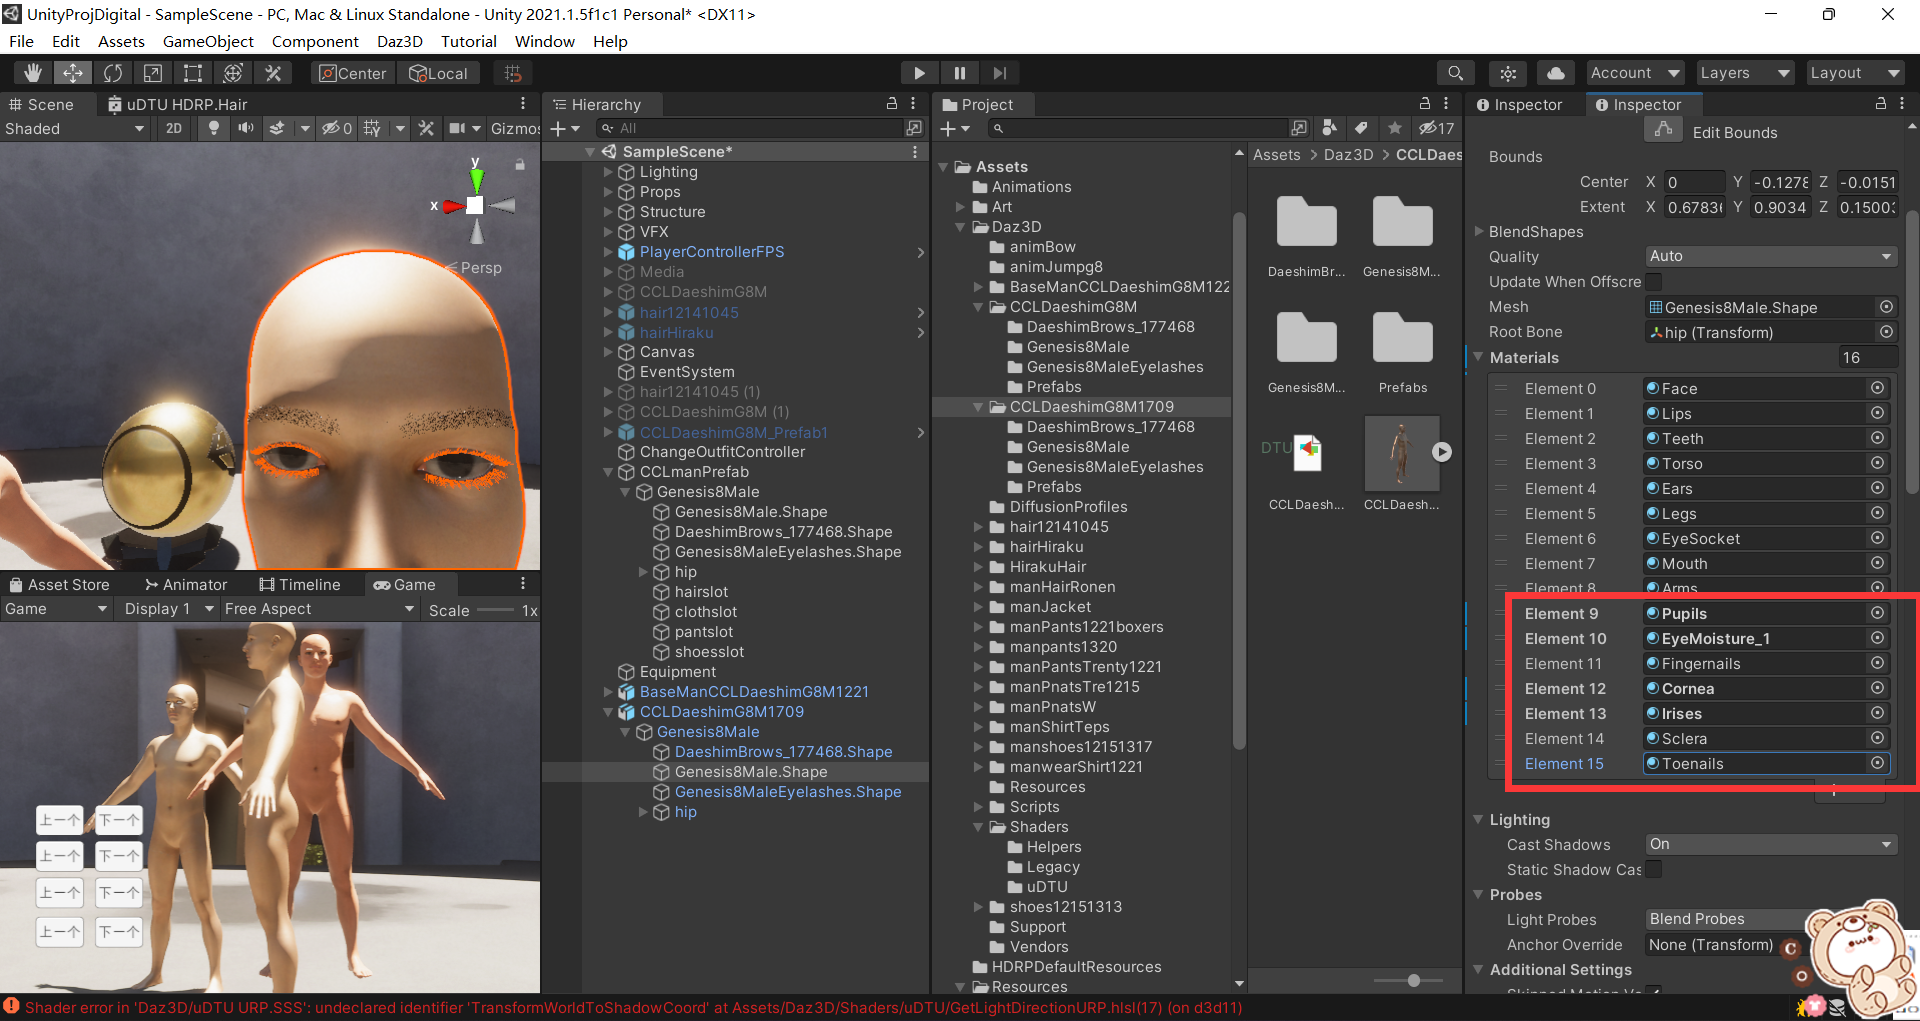 UnityProjDigital - SampleScene - PC, Mac & Linux Standalone - Unity 2021.1.5f1c1 Personal* <DX11>
File Edit Assets GameObject Component Daz3D Tutorial Window Help
Center Local Account Layers Layout
Scene uDTU HDRP.Hair
Shaded 2D 0 Gizmos
y
x
Persp
Asset Store Animator Timeline Game
Game Display 1 Free Aspect Scale 1x
上一个 下一个
上一个 下一个
上一个 下一个
上一个 下一个
Hierarchy
All
SampleScene*
Lighting
Props
Structure
VFX
PlayerControllerFPS
Media
CCLDaeshimG8M
hair12141045
hairHiraku
Canvas
EventSystem
hair12141045 (1)
CCLDaeshimG8M (1)
CCLDaeshimG8M_Prefab1
ChangeOutfitController
CCLmanPrefab
Genesis8Male
Genesis8Male.Shape
DaeshimBrows_177468.Shape
Genesis8MaleEyelashes.Shape
hip
hairslot
clothslot
pantslot
shoesslot
Equipment
BaseManCCLDaeshimG8M1221
CCLDaeshimG8M1709
Genesis8Male
DaeshimBrows_177468.Shape
Genesis8Male.Shape
Genesis8MaleEyelashes.Shape
hip
Project
17
Assets
Animations
Art
Daz3D
animBow
animJumpg8
BaseManCCLDaeshimG8M122
CCLDaeshimG8M
DaeshimBrows_177468
Genesis8Male
Genesis8MaleEyelashes
Prefabs
CCLDaeshimG8M1709
DaeshimBrows_177468
Genesis8Male
Genesis8MaleEyelashes
Prefabs
DiffusionProfiles
hair12141045
hairHiraku
HirakuHair
manHairRonen
manJacket
manPants1221boxers
manpants1320
manPantsTrenty1221
manPnatsTre1215
manPnatsW
manShirtTeps
manshoes12151317
manwearShirt1221
Resources
Scripts
Shaders
Helpers
Legacy
uDTU
shoes12151313
Support
Vendors
HDRPDefaultResources
Resources
Assets > Daz3D > CCLDaes
DaeshimBr... Genesis8M...
Genesis8M... Prefabs
DTU
CCLDaesh... CCLDaesh...
Inspector Inspector
Edit Bounds
Bounds
Center X 0 Y -0.1278 Z -0.0151
Extent X 0.6783 Y 0.9034 Z 0.1500
BlendShapes
Quality Auto
Update When Offscre
Mesh Genesis8Male.Shape
Root Bone hip (Transform)
Materials 16
Element 0 Face
Element 1 Lips
Element 2 Teeth
Element 3 Torso
Element 4 Ears
Element 5 Legs
Element 6 EyeSocket
Element 7 Mouth
Element 8 Arms
Element 9 Pupils
Element 10 EyeMoisture_1
Element 11 Fingernails
Element 12 Cornea
Element 13 Irises
Element 14 Sclera
Element 15 Toenails
Lighting
Cast Shadows On
Static Shadow Cas
Probes
Light Probes Blend Probes
Anchor Override None (Transform)
Additional Settings
Skinned Motion Ve
Shader error in 'Daz3D/uDTU URP.SSS': undeclared identifier 'TransformWorldToShadowCoord' at Assets/Daz3D/Shaders/uDTU/GetLightDirectionURP.hlsl(17) (on d3d11)